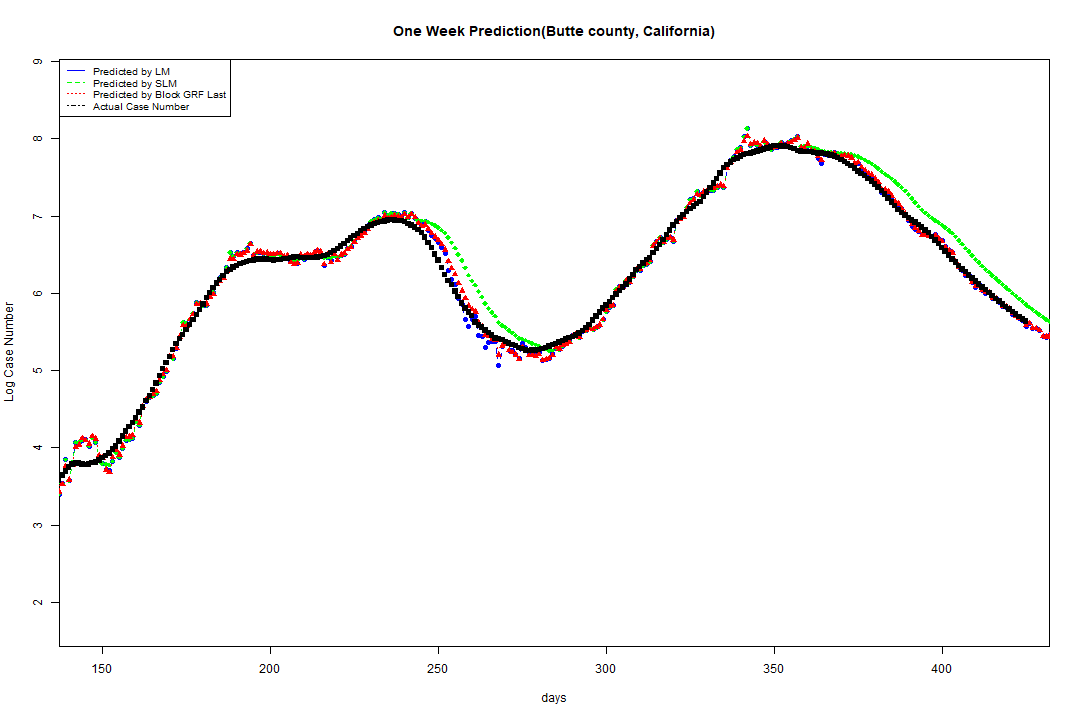 One Week Prediction(Butte county, California)
Predicted by LM
Predicted by SLM
Predicted by Block GRF Last
Actual Case Number
Log Case Number
9
8
7
6
5
4
3
2
150 200 250 300 350 400
days